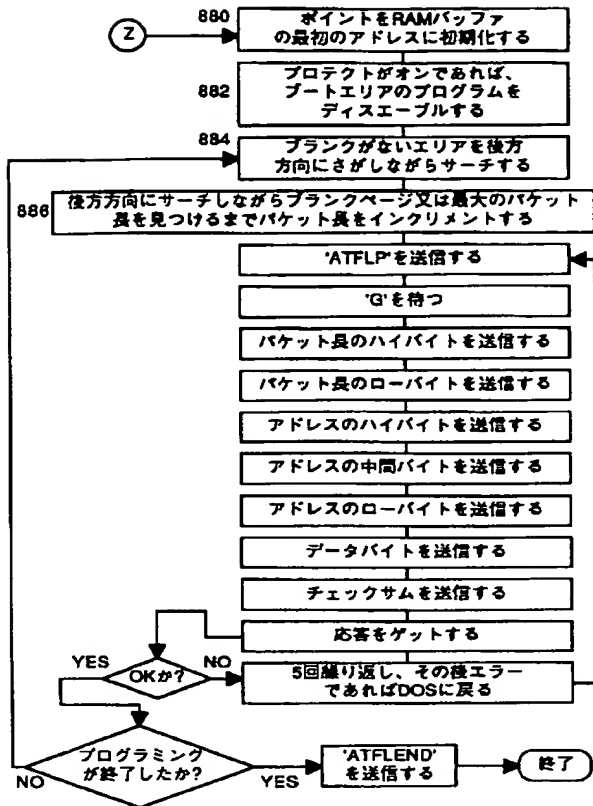 880
ポイントをRAMバッファ
の最初のアドレスに初期化する
Z
882
プロテクトがオンであれば、
ブートエリアのプログラムを
ディスエーブルする
884
ブランクがないエリアを後方
方向にさがしながらサーチする
886
後方方向にサーチしながらブランクページ又は最大のパケット
長を見つけるまでパケット長をインクリメントする
'ATFLP'を送信する
'G'を待つ
パケット長のハイバイトを送信する
パケット長のローバイトを送信する
アドレスのハイバイトを送信する
アドレスの中間バイトを送信する
アドレスのローバイトを送信する
データバイトを送信する
チェックサムを送信する
応答をゲットする
YES
OKか?
NO
5回繰り返し、その後エラー
であればDOSに戻る
プログラミング
が終了したか?
NO
YES
'ATFLEND'
を送信する
終了